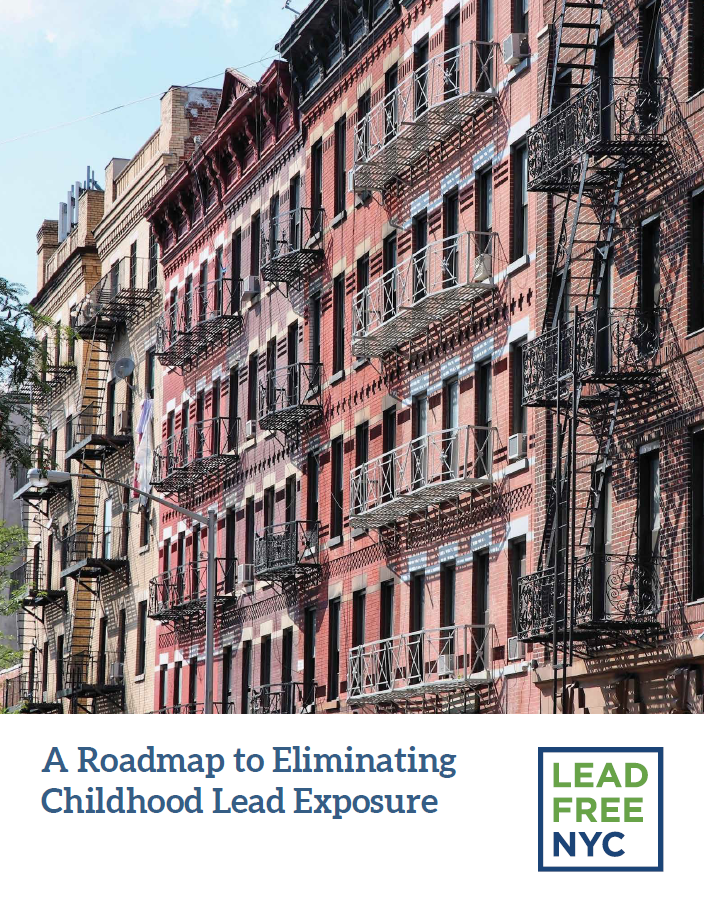 A Roadmap to Eliminating
Childhood Lead Exposure
LEAD
FREE
NYC